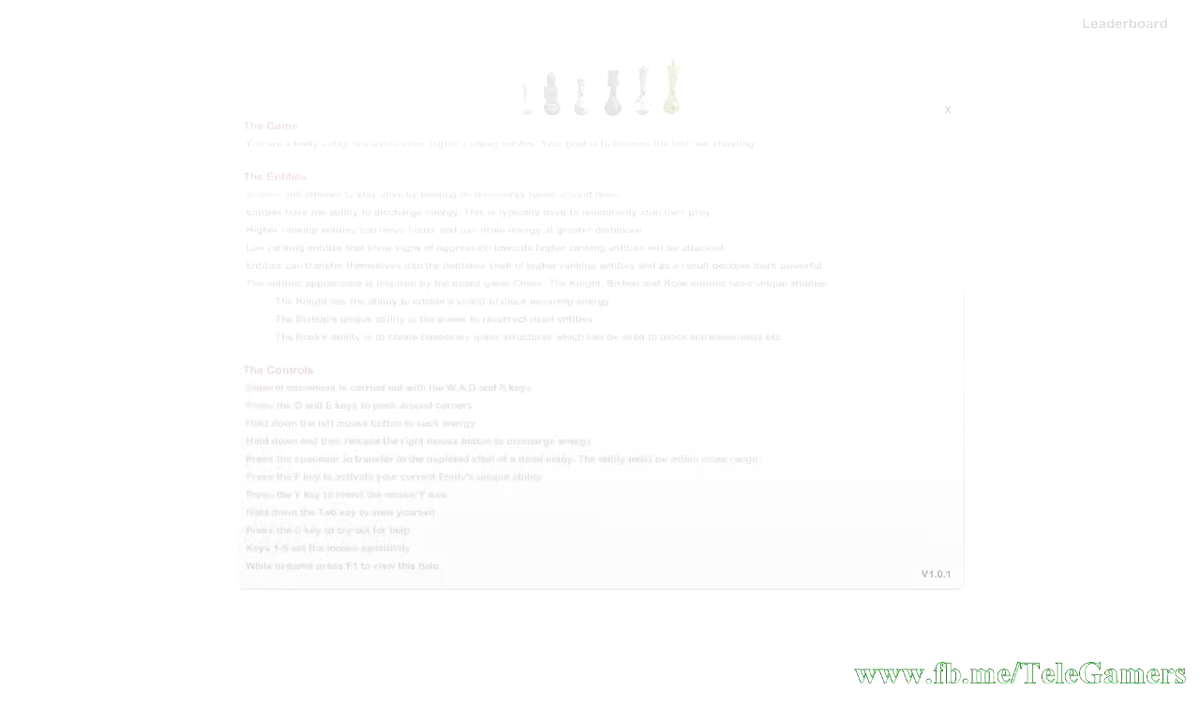 Leaderboard
x
The Game
You are a lowly entity amongst other higher ranking entities. Your goal is to become the last one standing
The Entities
will attempt to stay alive by feeding on the energy found around them
Entities have the ability to discharge energy. This is typically used to temporarily stun their prey
Higher ranking entities can move faster and can drain energy at greater distances
Low ranking entities that show signs of aggression towards higher ranking entities will be attacked
Entities can transfer themselves into the depleted shell of higher ranking entities and as a result become more powerful
The entities appearance is inspired by the board game Chess. The Knight, Bishop and Rook entities have unique abilities
The Knight has the ability to enable a shield to block incoming energy
The Bishop's unique ability is the power to resurrect dead entities
The Rook's ability is to create temporary glass structures which can be used to block enemies etc
The Controls
General movement is carried out with the W,A,D and S keys
Press the Q and E keys to peek around corners
Hold down the left mouse button to suck energy
Hold down and then release the right mouse button to discharge energy
Press the spacebar to transfer to the depleted shell of a dead entity. The entity must be within close range
Press the F key to activate your current Entity's unique ability
Press the Y key to invert the mouse Y axis
Hold down the Tab key to view yourself
Press the C key to cry out for help
Keys 1-9 set the mouse sensitivity
While in game press F1 to view this help
V1.0.1
www.fb.me/TeleGamers